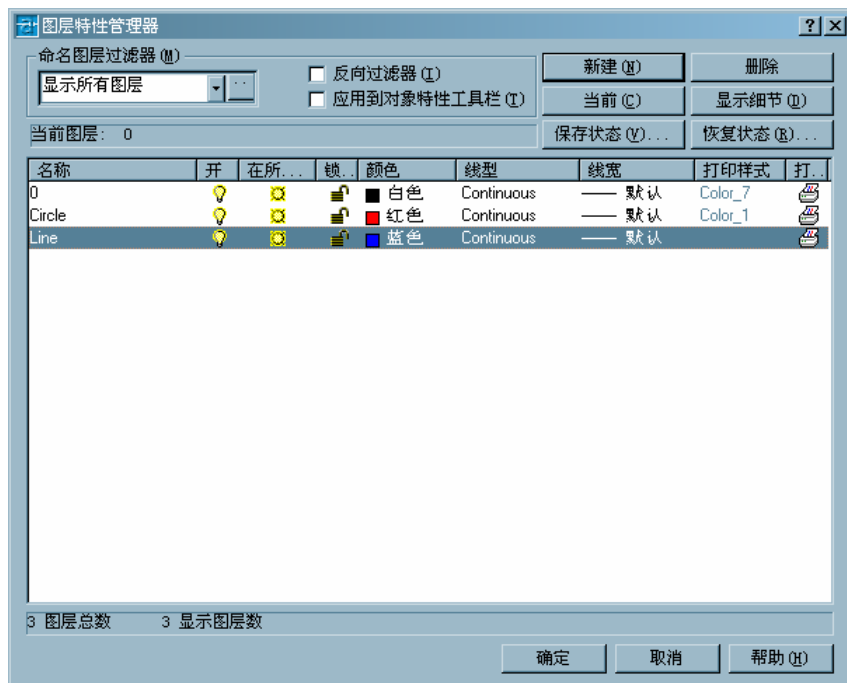 图层特性管理器
命名图层过滤器(M)
显示所有图层
...
反向过滤器(I)
应用到对象特性工具栏(T)
新建(N)
删除
当前(C)
显示细节(D)
当前图层: 0
保存状态(V)...
恢复状态(R)...
名称 开 在所... 锁.. 颜色 线型 线宽 打印样式 打..
0 白色 Continuous 默认 Color_7
Circle 红色 Continuous 默认 Color_1
Line 蓝色 Continuous 默认
3 图层总数 3 显示图层数
确定 取消 帮助(H)